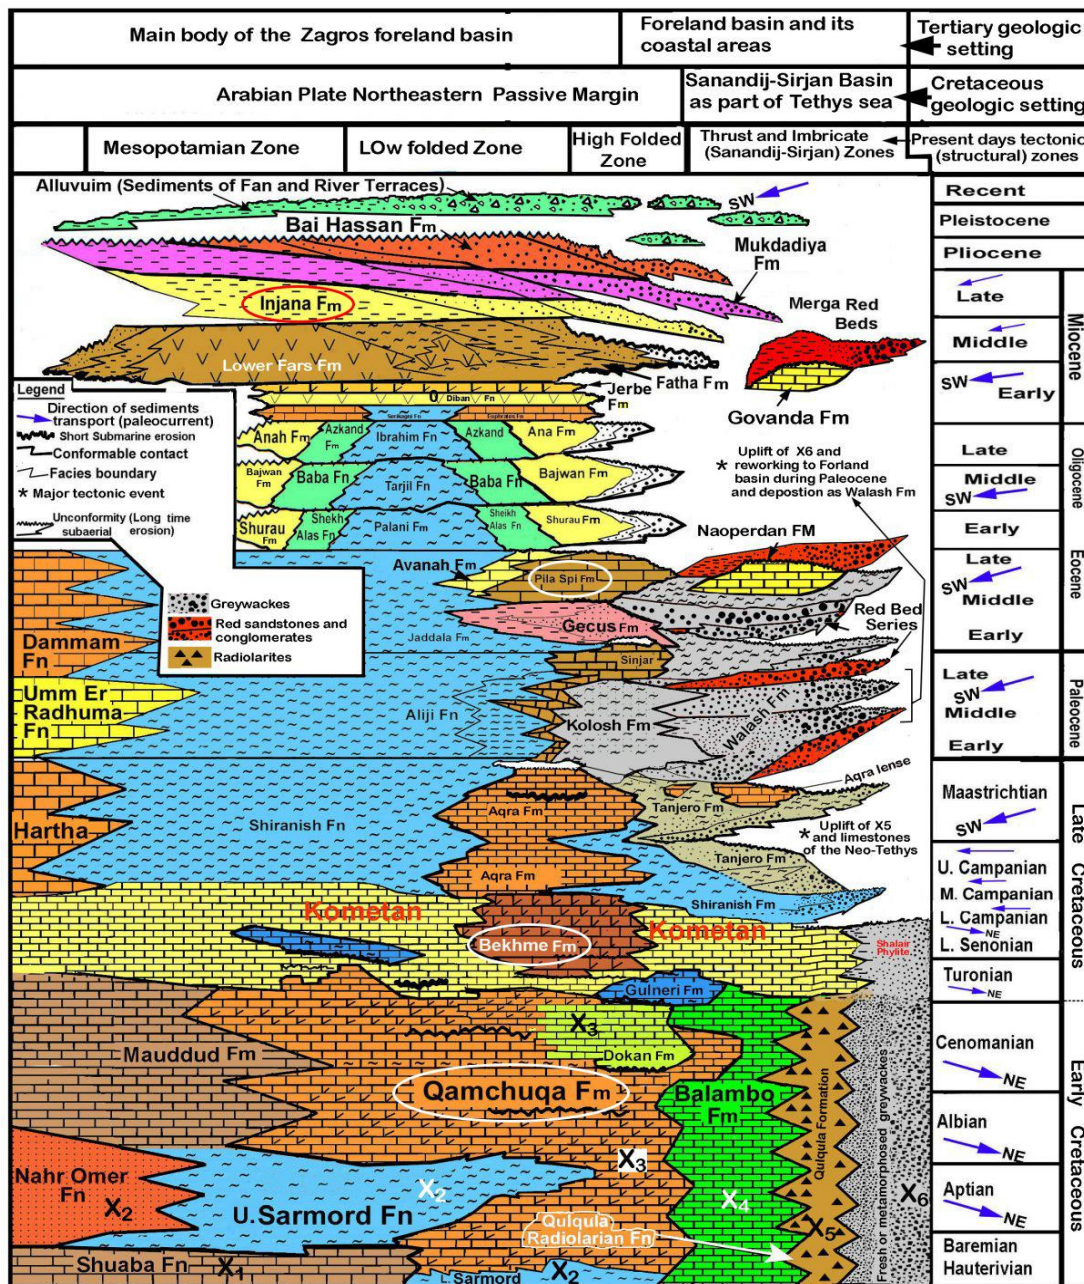 Main body of the Zagros foreland basin
Foreland basin and its
coastal areas
Tertiary geologic
setting
Arabian Plate Northeastern Passive Margin
Sanandij-Sirjan Basin
as part of Tethys sea
Cretaceous
geologic setting
Mesopotamian Zone
LOw folded Zone
High Folded
Zone
Thrust and Imbricate
(Sanandij-Sirjan) Zones
Present days tectonic
(structural) zones
Alluvuim (Sediments of Fan and River Terraces)
SW
Recent
Pleistocene
Bai Hassan Fm
Pliocene
Mukdadiya
Fm
Injana Fm
Merga Red
Beds
Late
Miocene
Lower Fars Fm
Middle
Fatha Fm
Legend
Jerbe
Fm
SW
Early
Diban Fn
Govanda Fm
Direction of sediments
transport (paleocurrent)
Short Submarine erosion
Conformable contact
Facies boundary
* Major tectonic event
Unconformity (Long time
subaerial erosion)
Serikagni Fn
Euphrates Fn
Anah Fm
Azkand
Fm
Ibrahim Fn
Azkand
Ana Fm
Late
Oligocene
Uplift of X6 and
* reworking to Forland
basin during Paleocene
and depostion as Walash Fm
Bajwan
Fm
Baba Fn
Tarjil Fn
Baba Fn
Bajwan Fm
Middle
SW
Shurau
Fm
Shekh
Alas Fn
Palani Fm
Sheikh
Alas Fn
Shurau Fm
Naoperdan FM
Early
Avanah Fm
Pila Spi Fm
Late
SW
Middle
Early
Eocene
Greywackes
Red sandstones and
conglomerates
Radiolarites
Dammam
Fn
Jaddala Fm
Gecus Fm
Red Bed
Series
Sinjar
Umm Er
Radhuma
Fn
Aliji Fn
Kolosh Fm
Walash Fm
Late
SW
Middle
Early
Paleocene
Aqra lense
Hartha
Shiranish Fn
Aqra Fm
Tanjero Fm
Maastrichtian
SW
* Uplift of X5
and limestones
of the Neo-Tethys
Aqra Fm
Tanjero Fm
U. Campanian
Shiranish Fm
M. Campanian
L. Campanian
NE
L. Senonian
Late Cretaceous
Kometan
Bekhme Fm
Kometan
Shalair
Phylite
Gulneri Fm
Turonian
NE
X3
Dokan Fm
Mauddud Fm
Qamchuqa Fm
Balambo
Fm
Qulqula Formation
fresh or metamorphosed greywackes
Cenomanian
NE
Early Cretaceous
Albian
NE
X3
Nahr Omer
Fn
X2
X2
U. Sarmord Fn
X4
X5
X6
Aptian
NE
Qulqula
Radiolarian Fn
Shuaba Fn
X1
L.Sarmord
X2
Baremian
Hauterivian